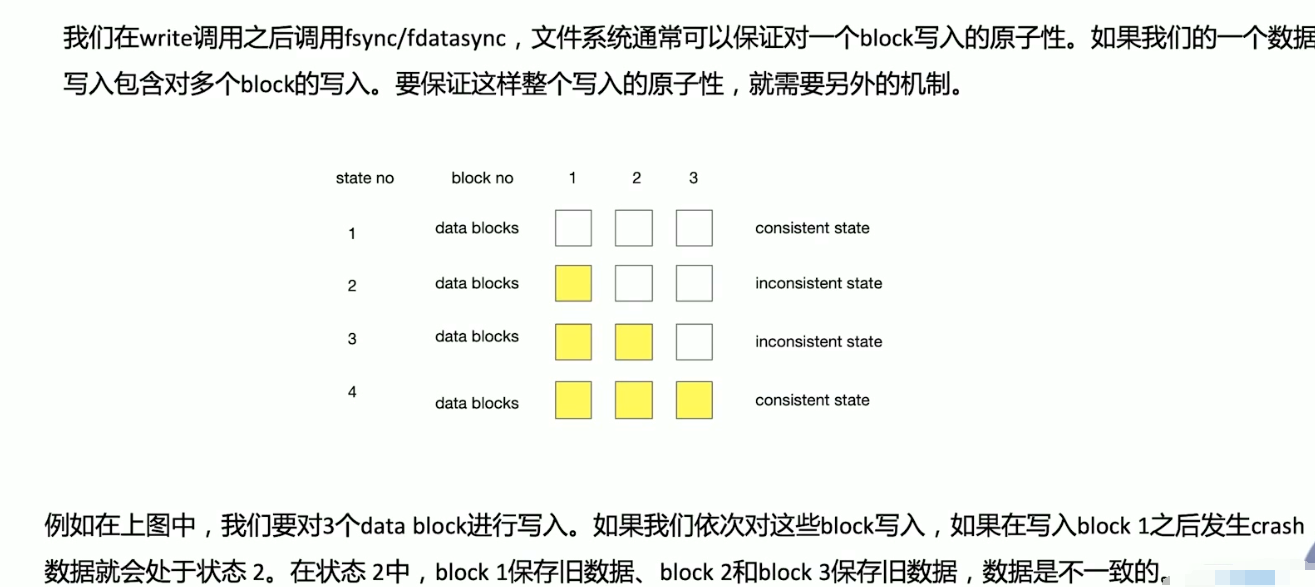 我们在write调用之后调用fsync/fdatasync，文件系统通常可以保证对一个block写入的原子性。如果我们的一个数据
写入包含对多个block的写入。要保证这样整个写入的原子性，就需要另外的机制。
state no block no 1 2 3
1 data blocks consistent state
2 data blocks inconsistent state
3 data blocks inconsistent state
4 data blocks consistent state
例如在上图中，我们要对3个data block进行写入。如果我们依次对这些block写入，如果在写入block 1之后发生crash
数据就会处于状态 2。在状态 2中，block 1保存旧数据、block 2和block 3保存旧数据，数据是不一致的。